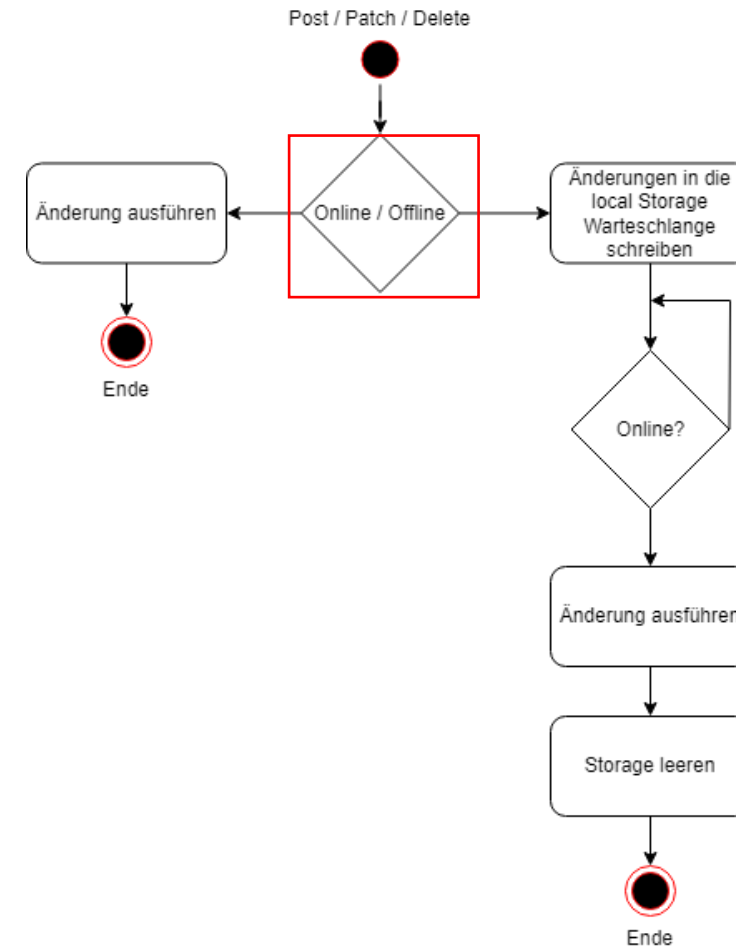 Post / Patch / Delete
Änderung ausführen
Online / Offline
Änderungen in die
local Storage
Warteschlange
schreiben
Ende
Online?
Änderung ausführen
Storage leeren
Ende